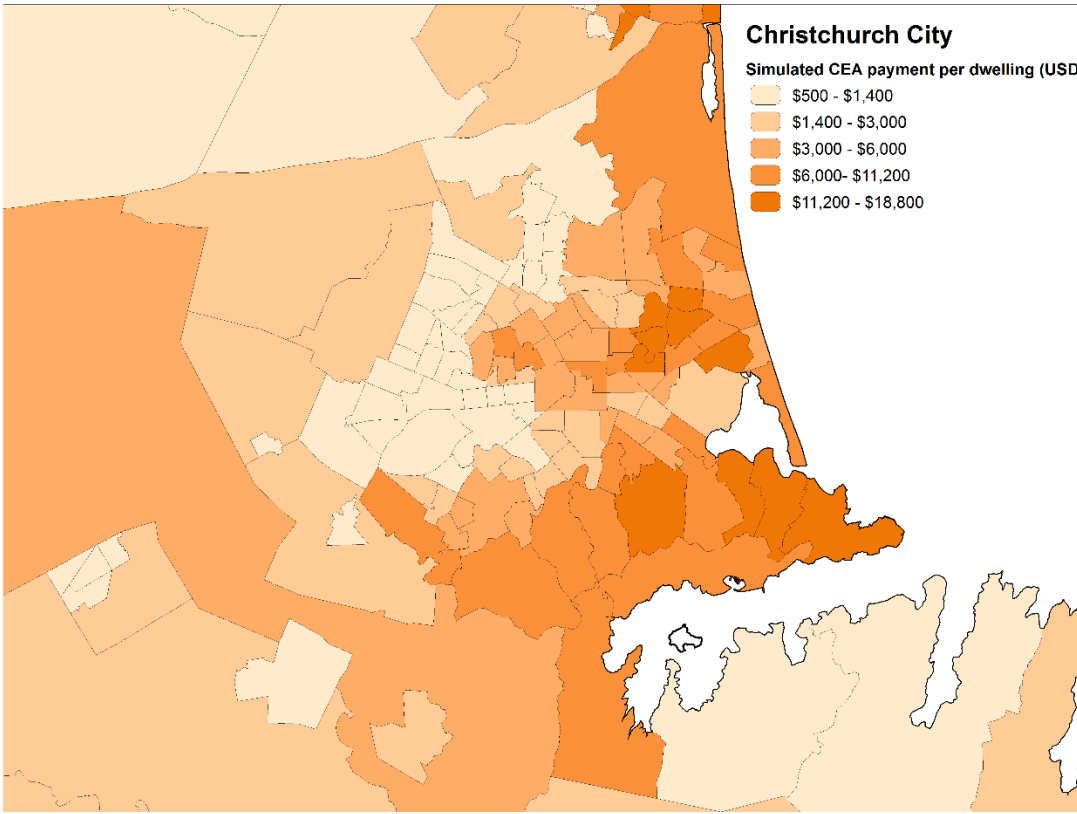 Christchurch City
Simulated CEA payment per dwelling (USD
$500 - $1,400
$1,400 - $3,000
$3,000 - $6,000
$6,000- $11,200
$11,200 - $18,800